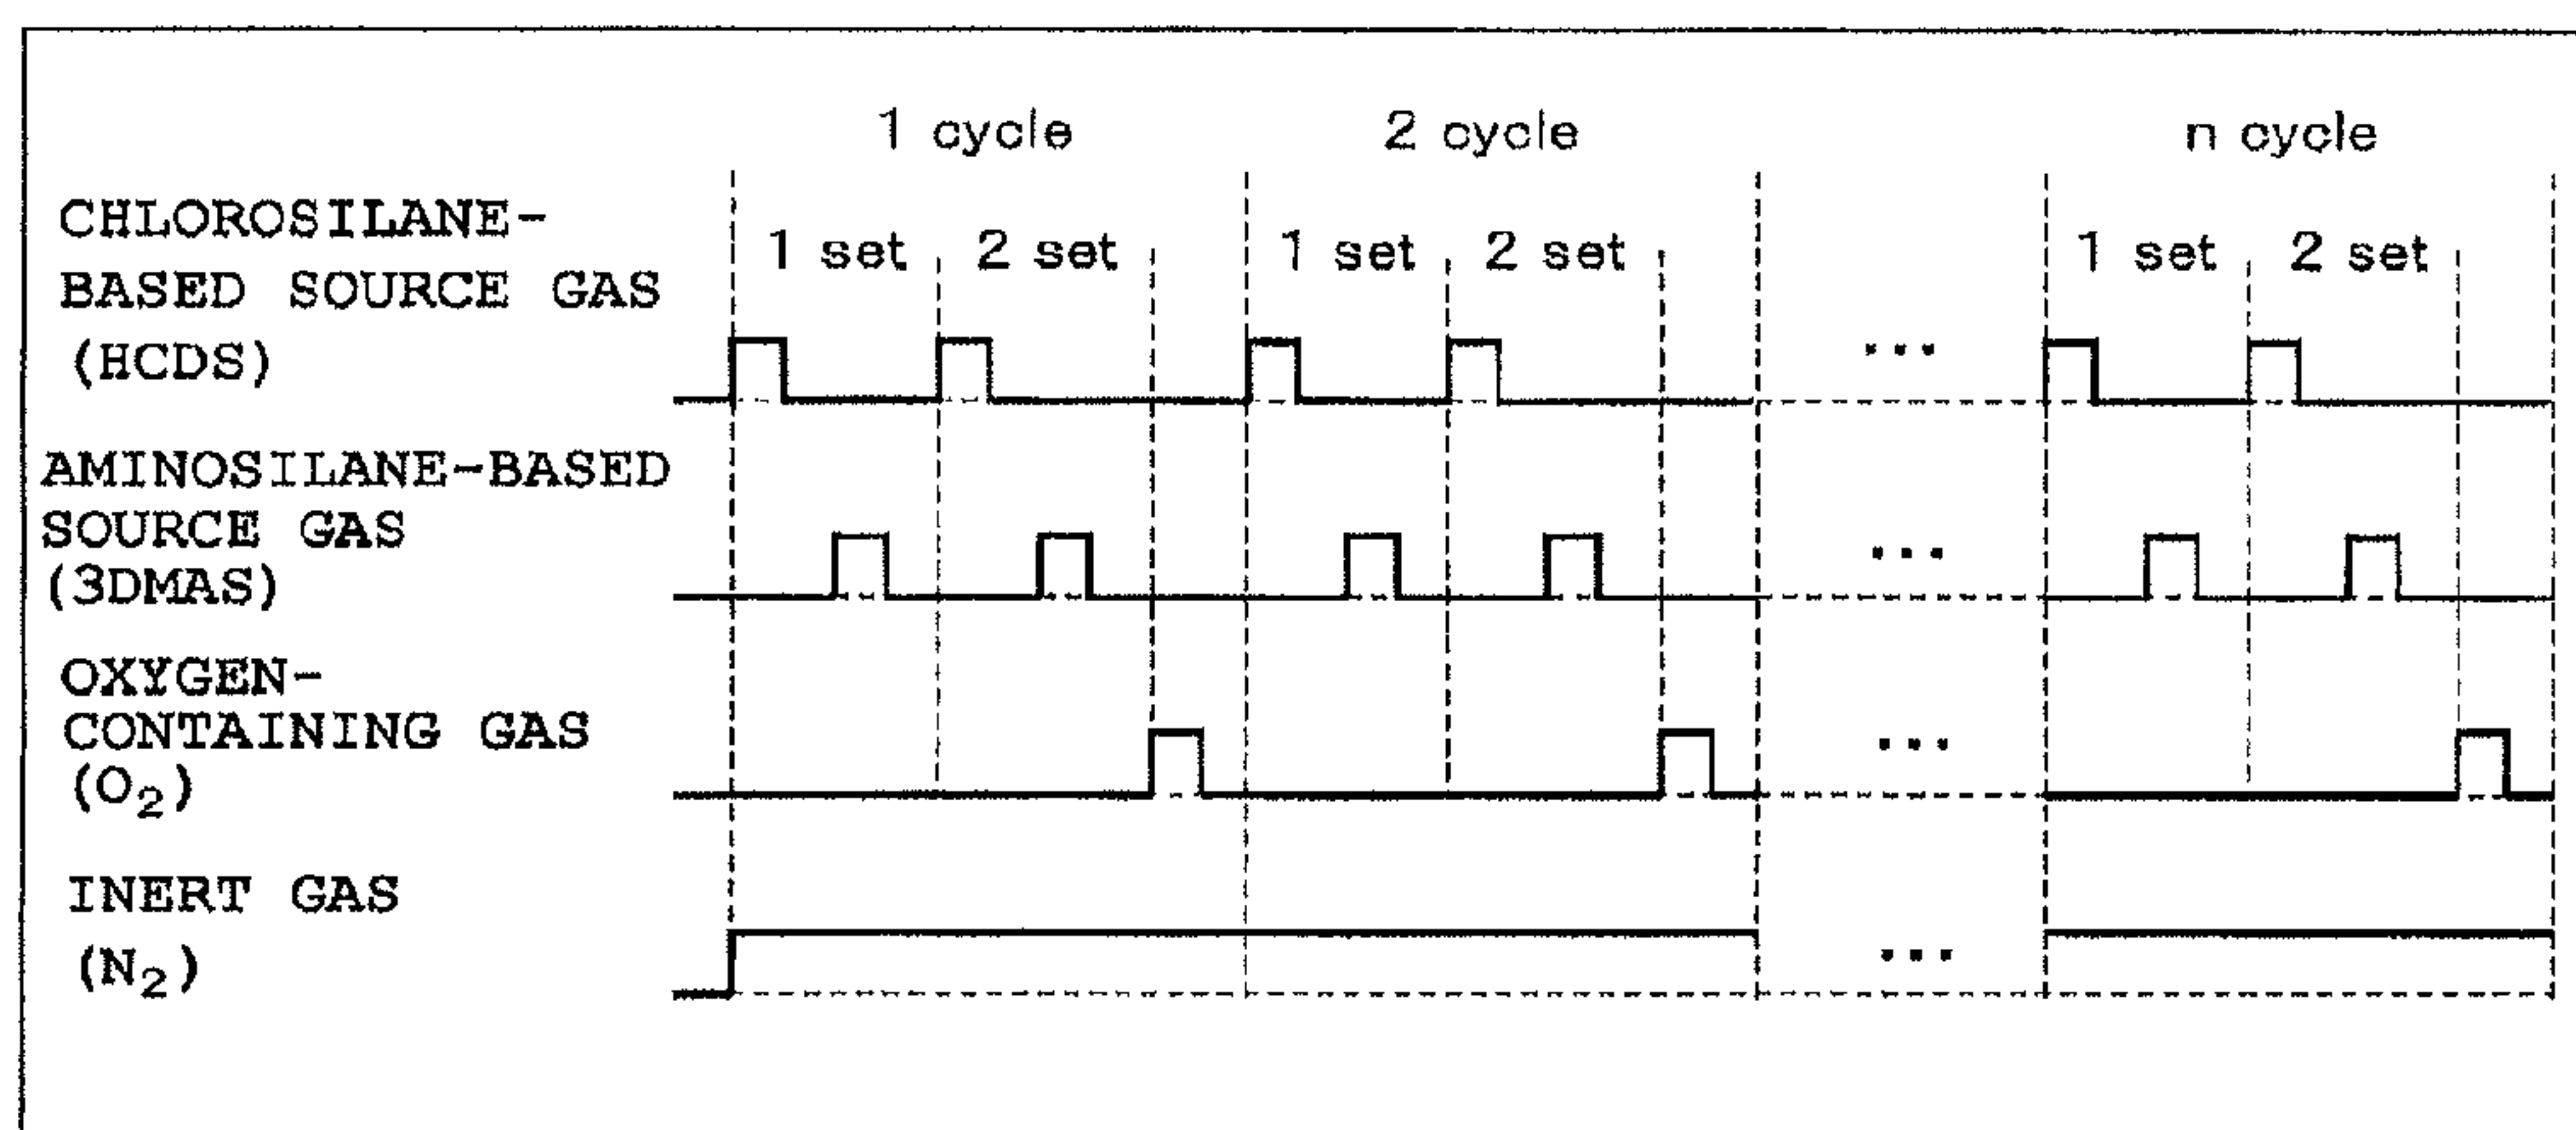 1 cycle 2 cycle n cycle
CHLOROSILANE-
1 set 2 set 1 set 2 set 1 set 2 set
BASED SOURCE GAS
(HCDS)
...
AMINOSILANE-BASED
SOURCE GAS
(3DMAS)
...
OXYGEN-
CONTAINING GAS
(O₂)
...
INERT GAS
(N₂)
...